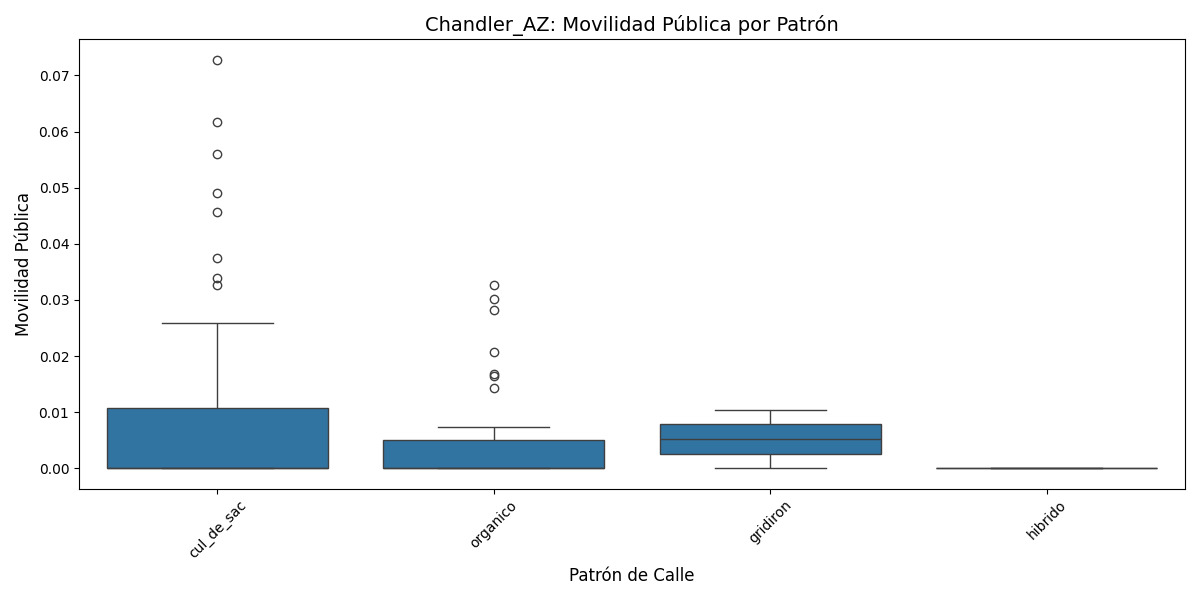 Chandler_AZ: Movilidad Pública por Patrón
Movilidad Pública
0.07
0.06
0.05
0.04
0.03
0.02
0.01
0.00
cul_de_sac
organico
gridiron
hibrido
Patrón de Calle